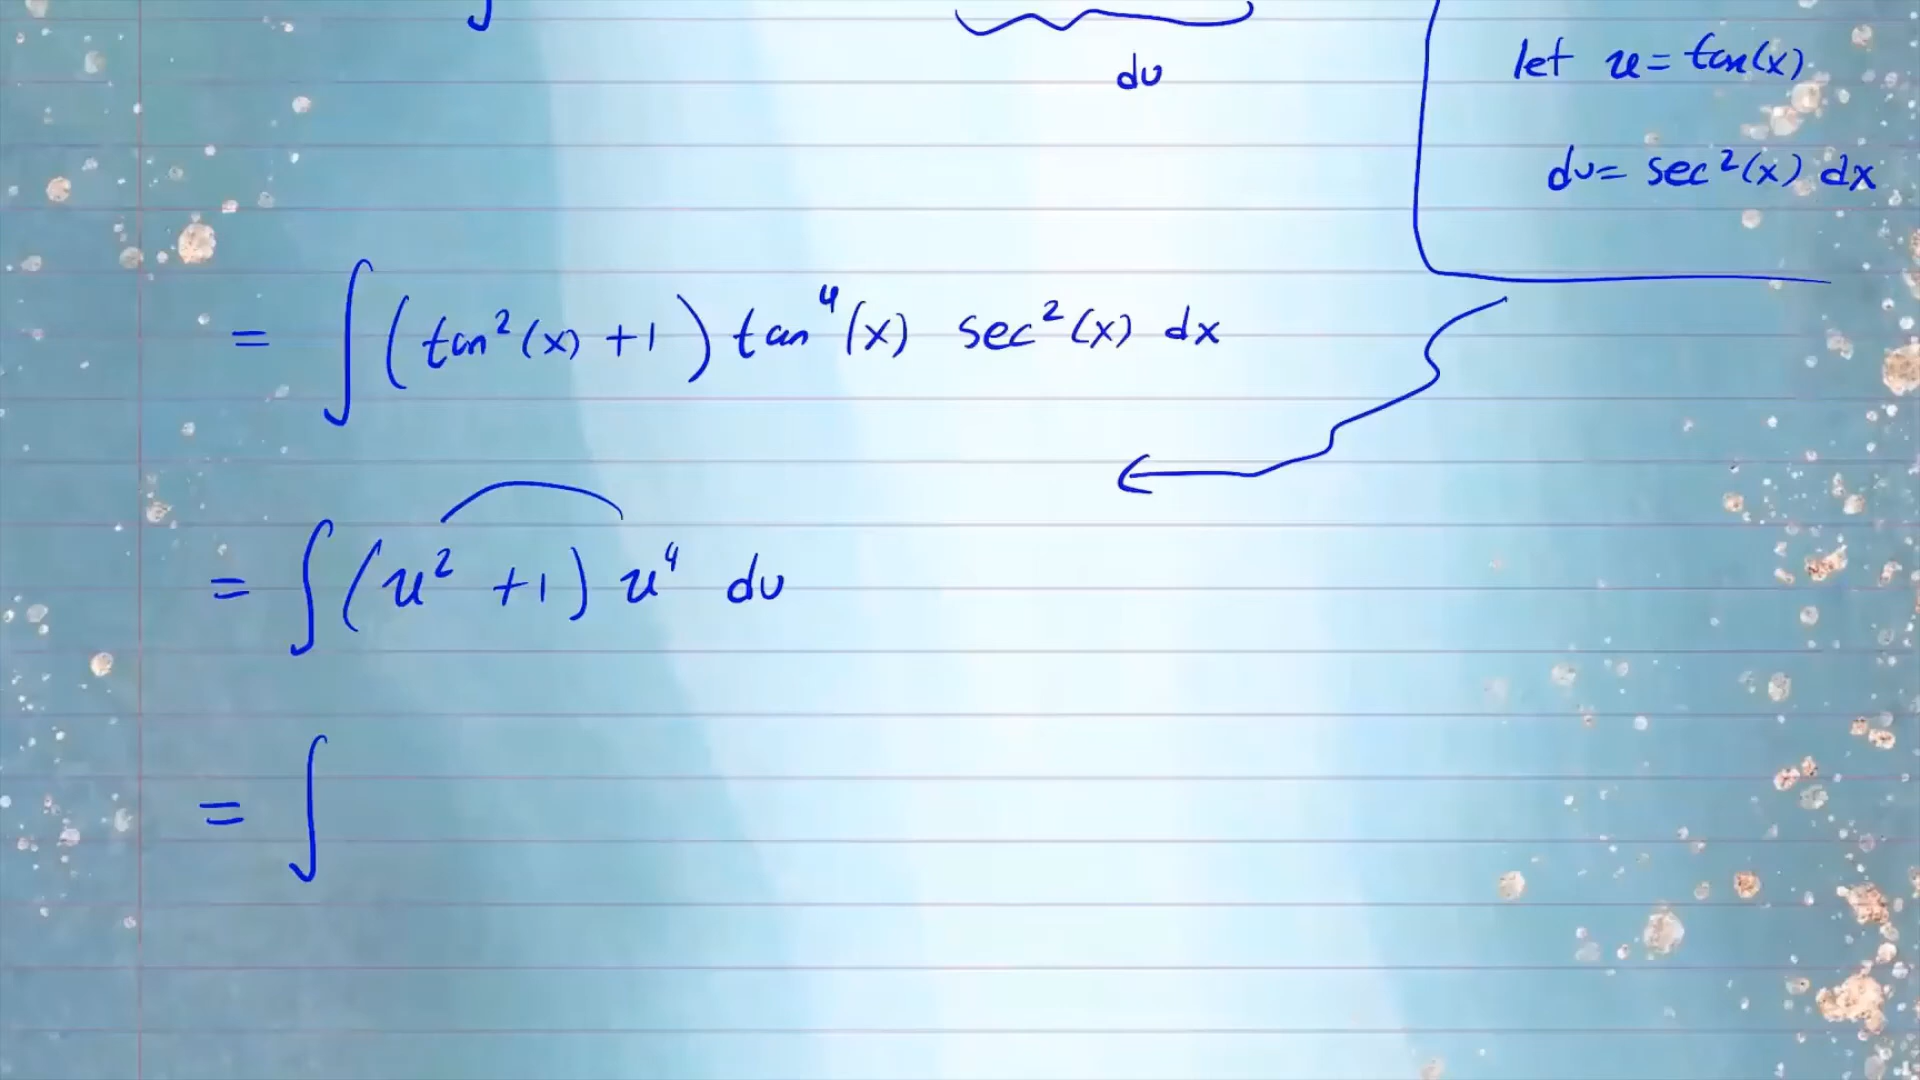 ∫
du
let u = tan(x)
du = sec²(x) dx
= ∫ (tan²(x) + 1) tan⁴(x) sec²(x) dx
= ∫ (u² + 1) u⁴ du
= ∫